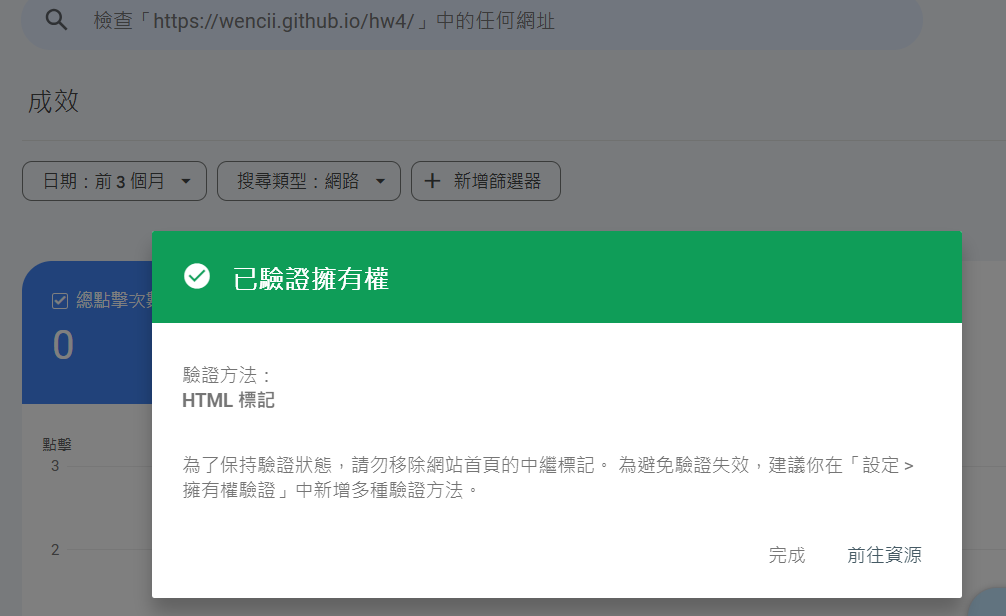 檢查「https://wencii.github.io/hw4/」中的任何網址
成效
日期：前 3 個月
搜尋類型：網路
新增篩選器
總點擊次數
0
點擊
3
2
已驗證擁有權
驗證方法：
HTML 標記
為了保持驗證狀態，請勿移除網站首頁的中繼標記。 為避免驗證失效，建議你在「設定 >
擁有權驗證」中新增多種驗證方法。
完成
前往資源